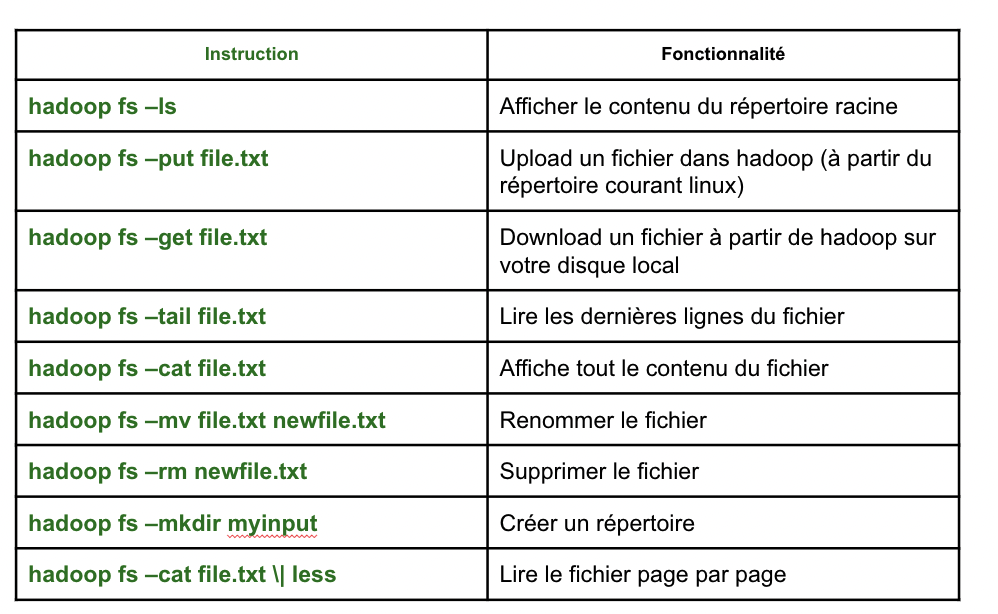 Instruction
Fonctionnalité
hadoop fs –ls
Afficher le contenu du répertoire racine
hadoop fs –put file.txt
Upload un fichier dans hadoop (à partir du
répertoire courant linux)
hadoop fs –get file.txt
Download un fichier à partir de hadoop sur
votre disque local
hadoop fs –tail file.txt
Lire les dernières lignes du fichier
hadoop fs –cat file.txt
Affiche tout le contenu du fichier
hadoop fs –mv file.txt newfile.txt
Renommer le fichier
hadoop fs –rm newfile.txt
Supprimer le fichier
hadoop fs –mkdir myinput
Créer un répertoire
hadoop fs –cat file.txt \| less
Lire le fichier page par page